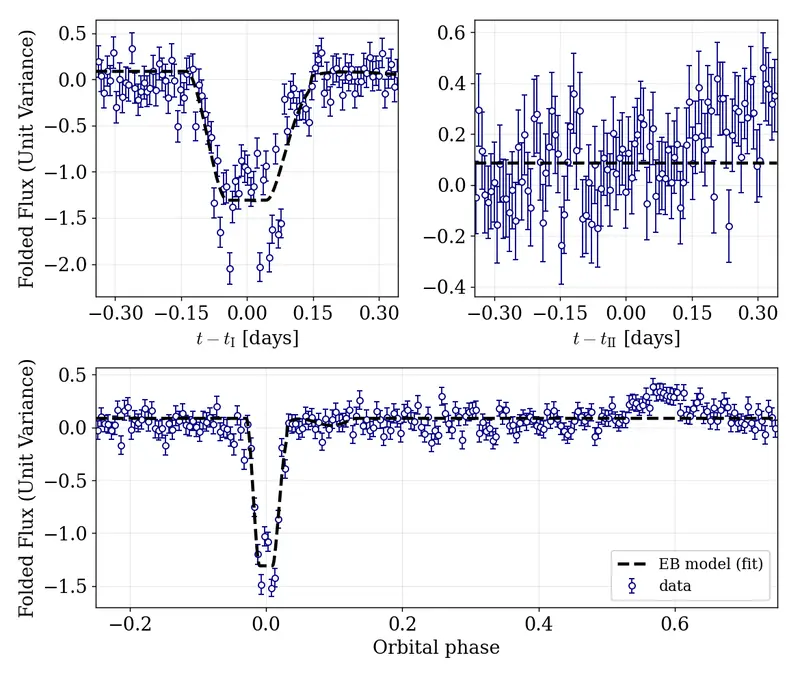 Folded Flux (Unit Variance)
0.5
0.0
−0.5
−1.0
−1.5
−2.0
−0.30 −0.15 0.00 0.15 0.30
t − tI [days]
0.6
0.4
0.2
0.0
−0.2
−0.4
−0.30 −0.15 0.00 0.15 0.30
t − tII [days]
Folded Flux (Unit Variance)
0.5
0.0
−0.5
−1.0
−1.5
−0.2 0.0 0.2 0.4 0.6
Orbital phase
EB model (fit)
data